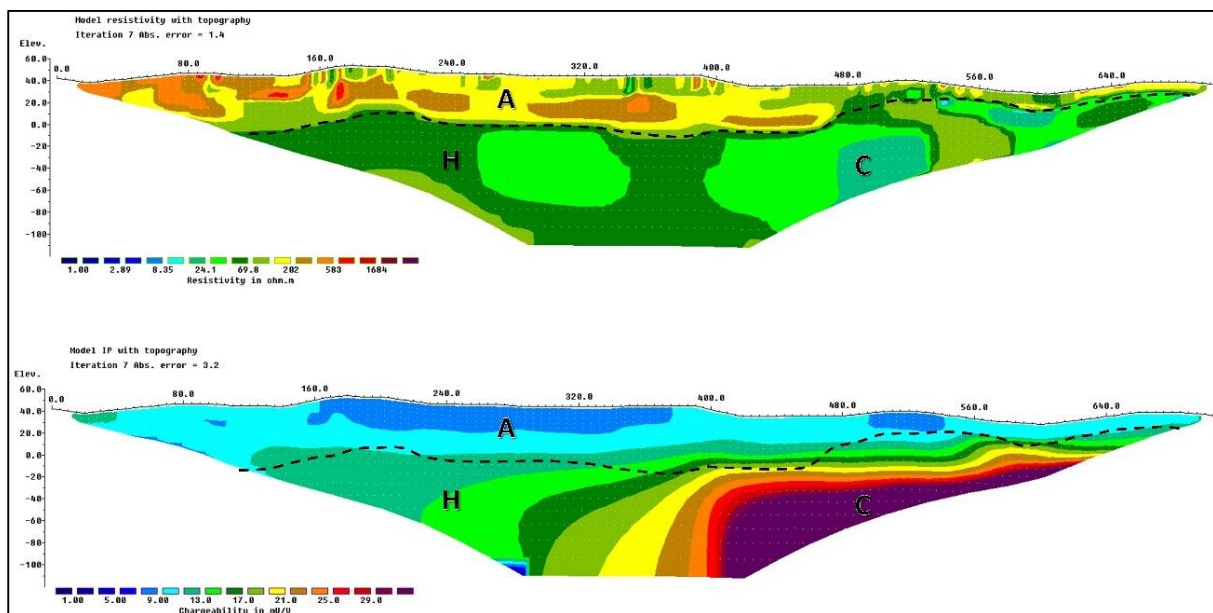 Model resistivity with topography
Iteration 7 Abs. error = 1.4
Elev.
60.0
0.0
80.0
160.0
240.0
320.0
400.0
480.0
560.0
640.0
40.0
20.0
0.0
-20
-40
-60
-80
-100
A
H
C
1.00 2.89 8.35 24.1 69.8 202 583 1684
Resistivity in ohm.m
Model IP with topography
Iteration 7 Abs. error = 3.2
Elev.
60.0
0.0
80.0
160.0
240.0
320.0
400.0
480.0
560.0
640.0
40.0
20.0
0.0
-20
-40
-60
-80
-100
A
H
C
1.00 5.00 9.00 13.0 17.0 21.0 25.0 29.0
Chargeability in mV/V